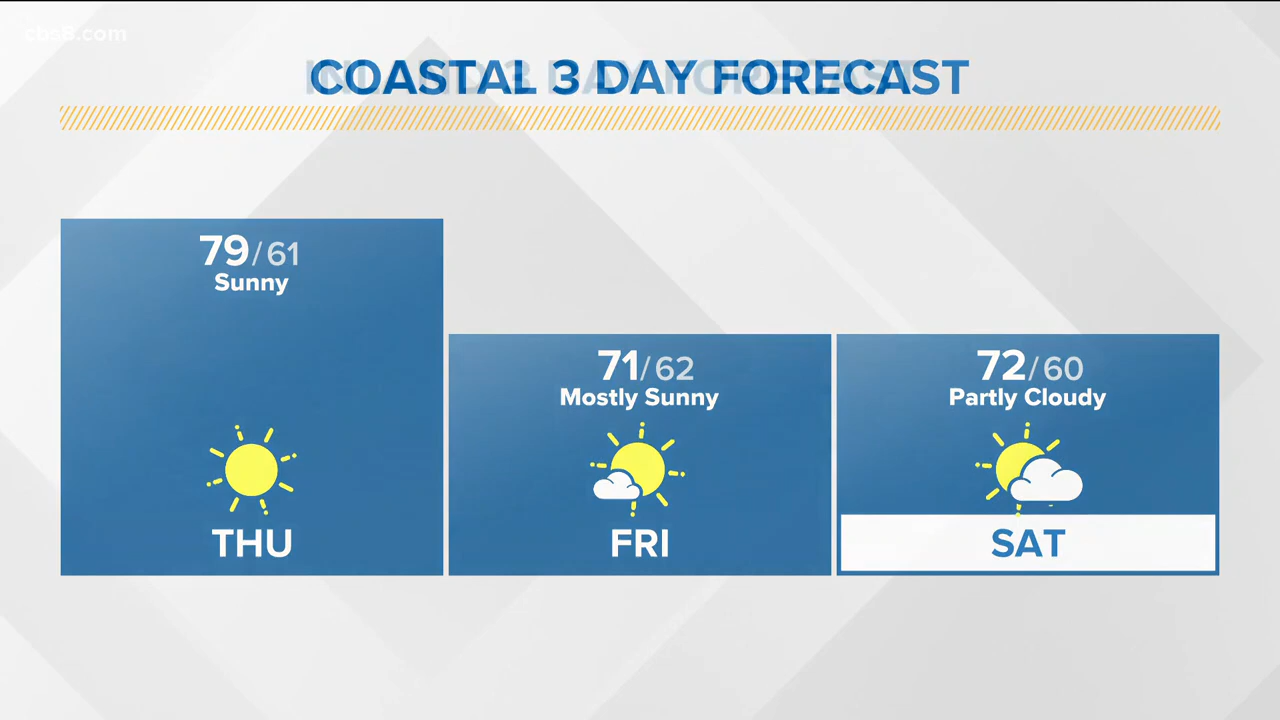 cbs8.com
COASTAL 3 DAY FORECAST
79/61
Sunny
THU
71/62
Mostly Sunny
FRI
72/60
Partly Cloudy
SAT